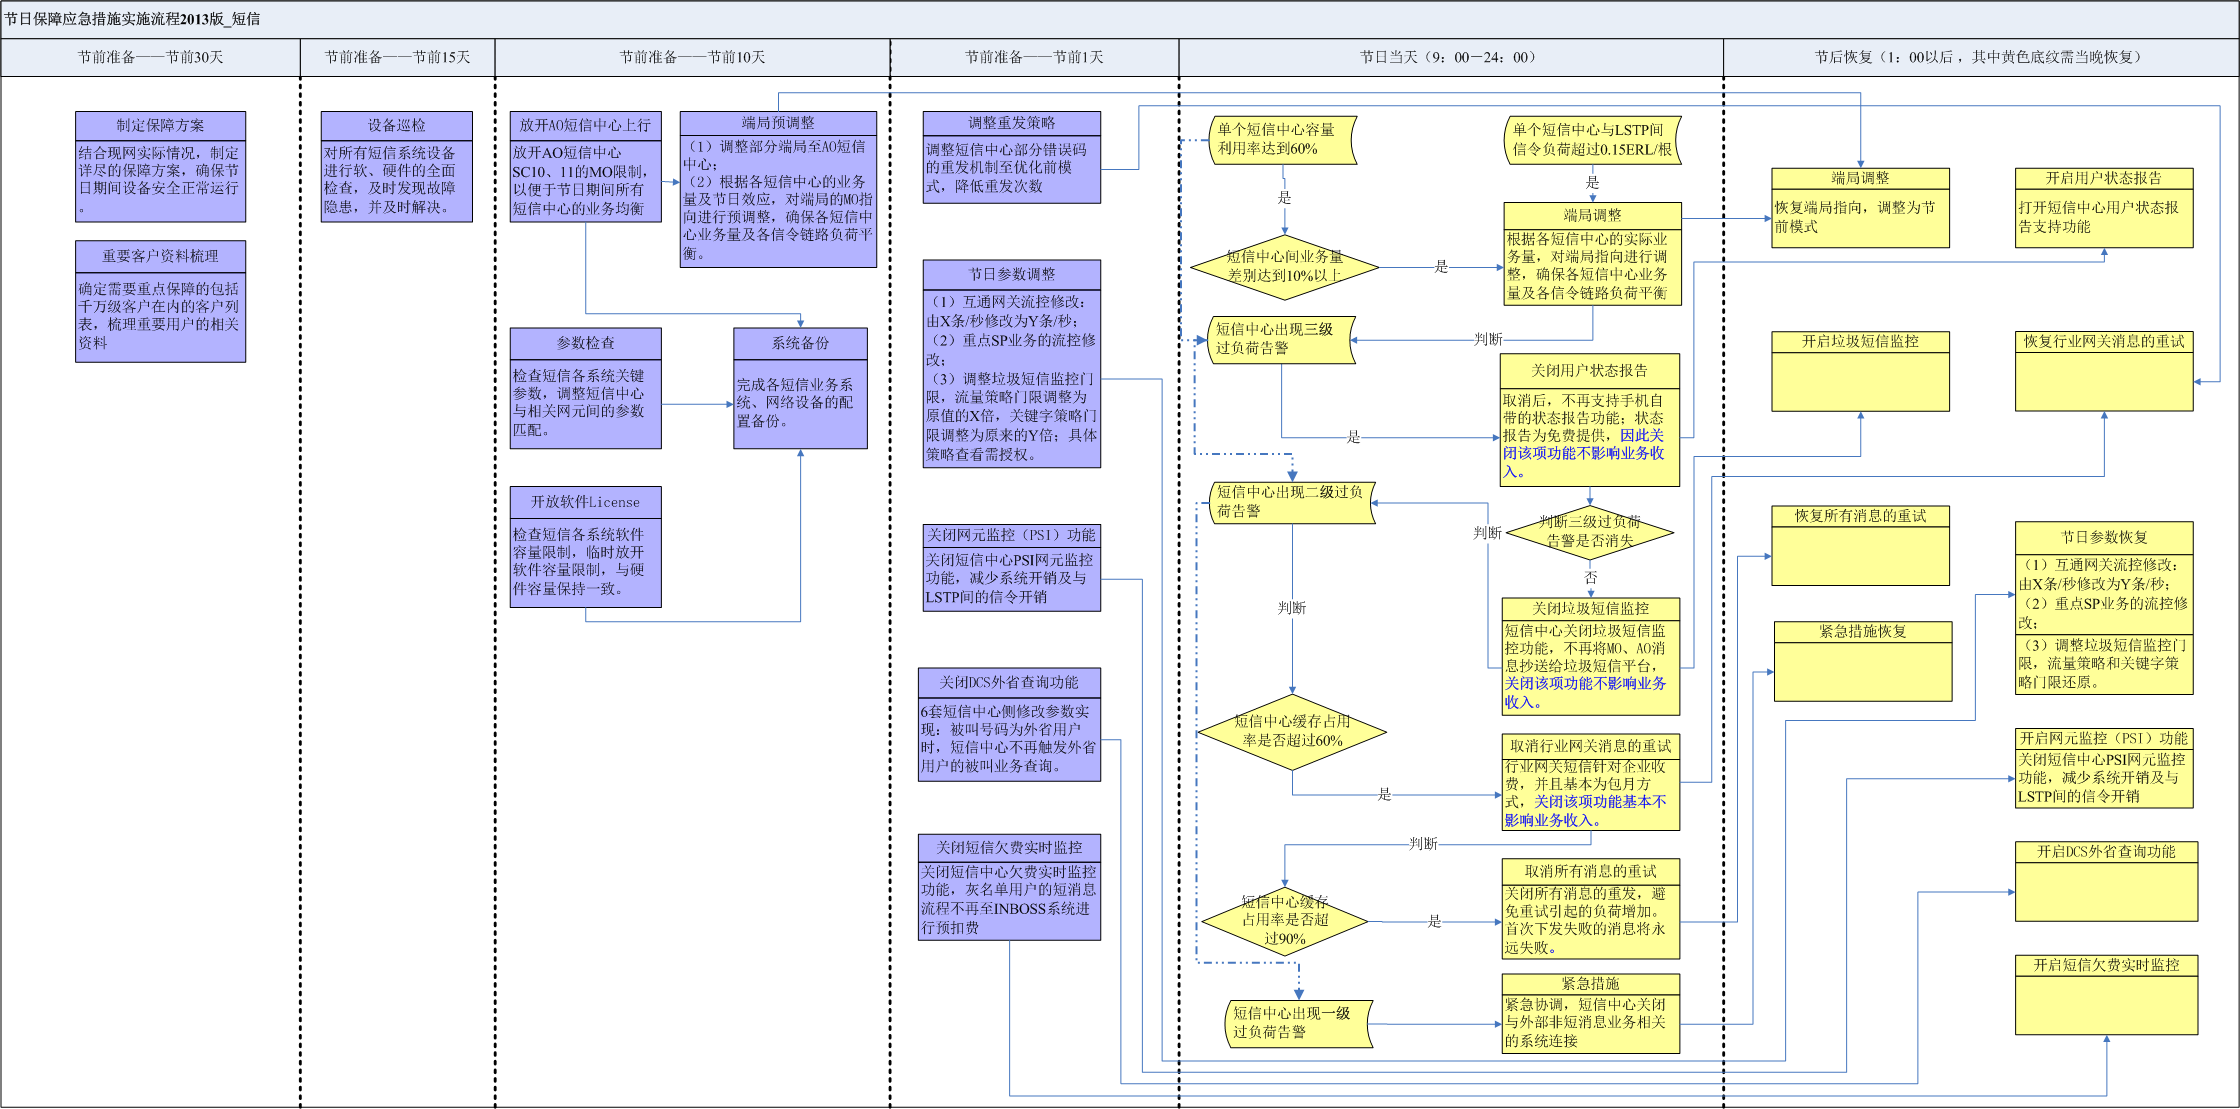 节日保障应急措施实施流程2013版_短信
节前准备——节前30天
节前准备——节前15天
节前准备——节前10天
节前准备——节前1天
节日当天（9：00－24：00）
节后恢复（1：00以后 ，其中黄色底纹需当晚恢复）
制定保障方案
结合现网实际情况，制定
详尽的保障方案，确保节
日期间设备安全正常运行
。
重要客户资料梳理
确定需要重点保障的包括
千万级客户在内的客户列
表，梳理重要用户的相关
资料
设备巡检
对所有短信系统设备
进行软、硬件的全面
检查，及时发现故障
隐患，并及时解决。
放开AO短信中心上行
放开AO短信中心
SC10、11的MO限制，
以便于节日期间所有
短信中心的业务均衡
端局预调整
（1）调整部分端局至AO短信
中心；
（2）根据各短信中心的业务
量及节日效应，对端局的MO指
向进行预调整，确保各短信中
心业务量及各信令链路负荷平
衡。
参数检查
检查短信各系统关键
参数，调整短信中心
与相关网元间的参数
匹配。
系统备份
完成各短信业务系
统、网络设备的配
置备份。
开放软件License
检查短信各系统软件
容量限制，临时放开
软件容量限制，与硬
件容量保持一致。
调整重发策略
调整短信中心部分错误码
的重发机制至优化前模
式，降低重发次数
节日参数调整
（1）互通网关流控修改：
由X条/秒修改为Y条/秒；
（2）重点SP业务的流控修
改；
（3）调整垃圾短信监控门
限，流量策略门限调整为
原值的X倍，关键字策略门
限调整为原来的Y倍；具体
策略查看需授权。
关闭网元监控（PSI）功能
关闭短信中心PSI网元监控
功能，减少系统开销及与
LSTP间的信令开销
关闭DCS外省查询功能
6套短信中心侧修改参数实
现：被叫号码为外省用户
时，短信中心不再触发外省
用户的被叫业务查询。
关闭短信欠费实时监控
关闭短信中心欠费实时监控
功能，灰名单用户的短消息
流程不再至INBOSS系统进
行预扣费
单个短信中心容量
利用率达到60%
是
短信中心间业务量
差别达到10%以上
是
单个短信中心与LSTP间
信令负荷超过0.15ERL/根
是
端局调整
根据各短信中心的实际业
务量，对端局指向进行调
整，确保各短信中心业务
量及各信令链路负荷平衡
判断
短信中心出现三级
过负荷告警
是
关闭用户状态报告
取消后，不再支持手机自
带的状态报告功能；状态
报告为免费提供，因此关
闭该项功能不影响业务收
入。
判断三级过负荷
告警是否消失
否
关闭垃圾短信监控
短信中心关闭垃圾短信监
控功能，不再将MO、AO消
息抄送给垃圾短信平台，
关闭该项功能不影响业务
收入。
判断
短信中心出现二级过负
荷告警
判断
短信中心缓存占用
率是否超过60%
是
取消行业网关消息的重试
行业网关短信针对企业收
费，并且基本为包月方
式，关闭该项功能基本不
影响业务收入。
判断
短信中心缓存
占用率是否超
过90%
是
取消所有消息的重试
关闭所有消息的重发，避
免重试引起的负荷增加。
首次下发失败的消息将永
远失败。
短信中心出现一级
过负荷告警
紧急措施
紧急协调，短信中心关闭
与外部非短消息业务相关
的系统连接
端局调整
恢复端局指向，调整为节
前模式
开启用户状态报告
打开短信中心用户状态报
告支持功能
开启垃圾短信监控
恢复行业网关消息的重试
恢复所有消息的重试
紧急措施恢复
节日参数恢复
（1）互通网关流控修改：
由X条/秒修改为Y条/秒；
（2）重点SP业务的流控修
改；
（3）调整垃圾短信监控门
限，流量策略和关键字策
略门限还原。
开启网元监控（PSI）功能
关闭短信中心PSI网元监控
功能，减少系统开销及与
LSTP间的信令开销
开启DCS外省查询功能
开启短信欠费实时监控